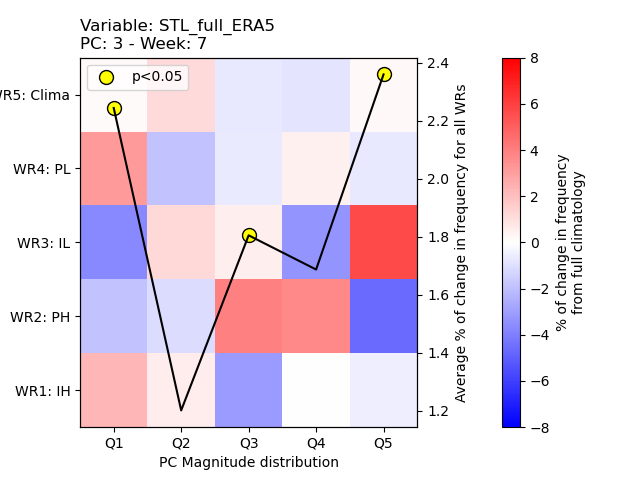 Variable: STL_full_ERA5
PC: 3 - Week: 7
p<0.05
WR5: Clima
WR4: PL
WR3: IL
WR2: PH
WR1: IH
Q1 Q2 Q3 Q4 Q5
PC Magnitude distribution
2.4
2.2
2.0
1.8
1.6
1.4
1.2
Average % of change in frequency for all WRs
8
6
4
2
0
−2
−4
−6
−8
% of change in frequency
from full climatology